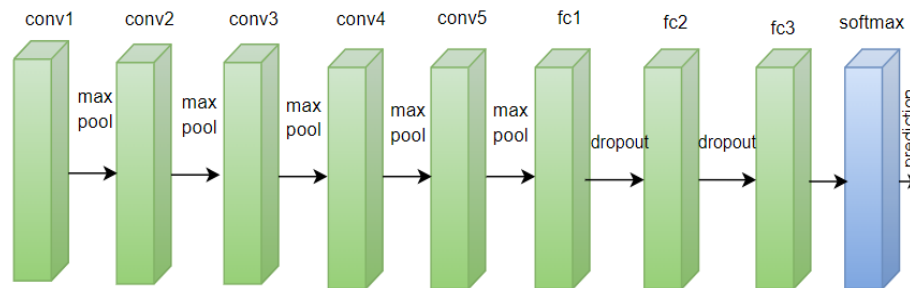 conv1
conv2
conv3
conv4
conv5
fc1
fc2
fc3
softmax
max
pool
max
pool
max
pool
max
pool
max
pool
dropout
dropout
prediction